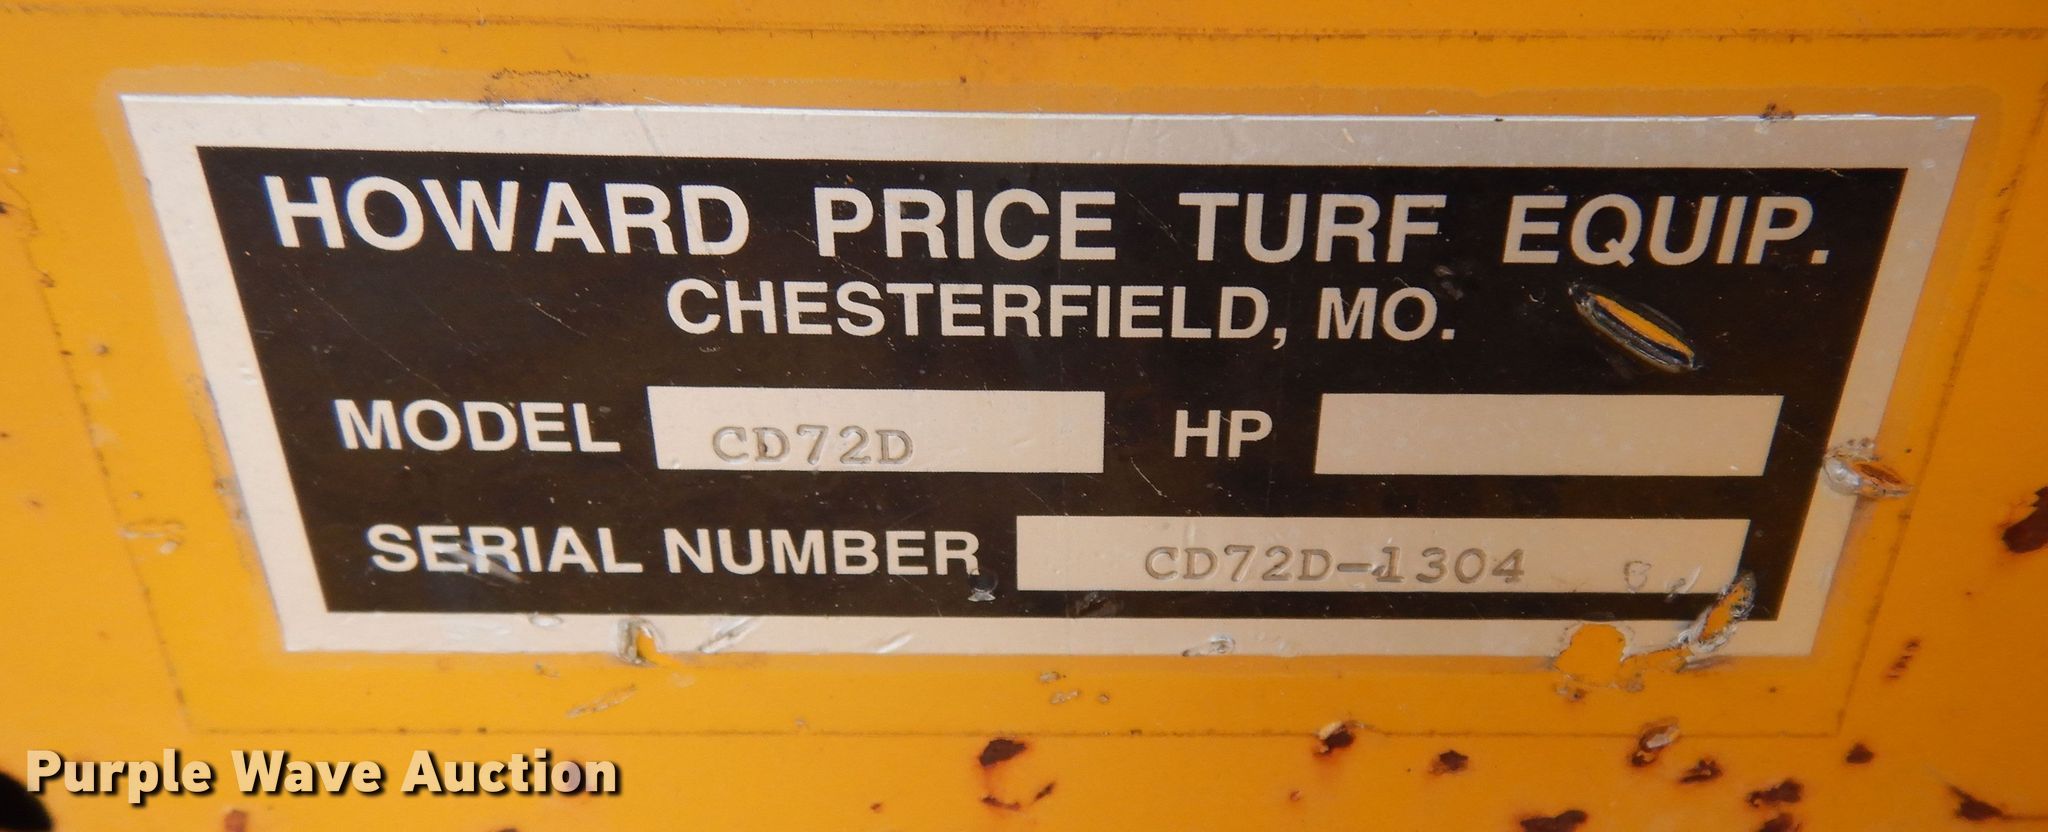 HOWARD PRICE TURF EQUIP.
CHESTERFIELD, MO.
MODEL CD72D HP
SERIAL NUMBER CD72D-1304
Purple Wave Auction